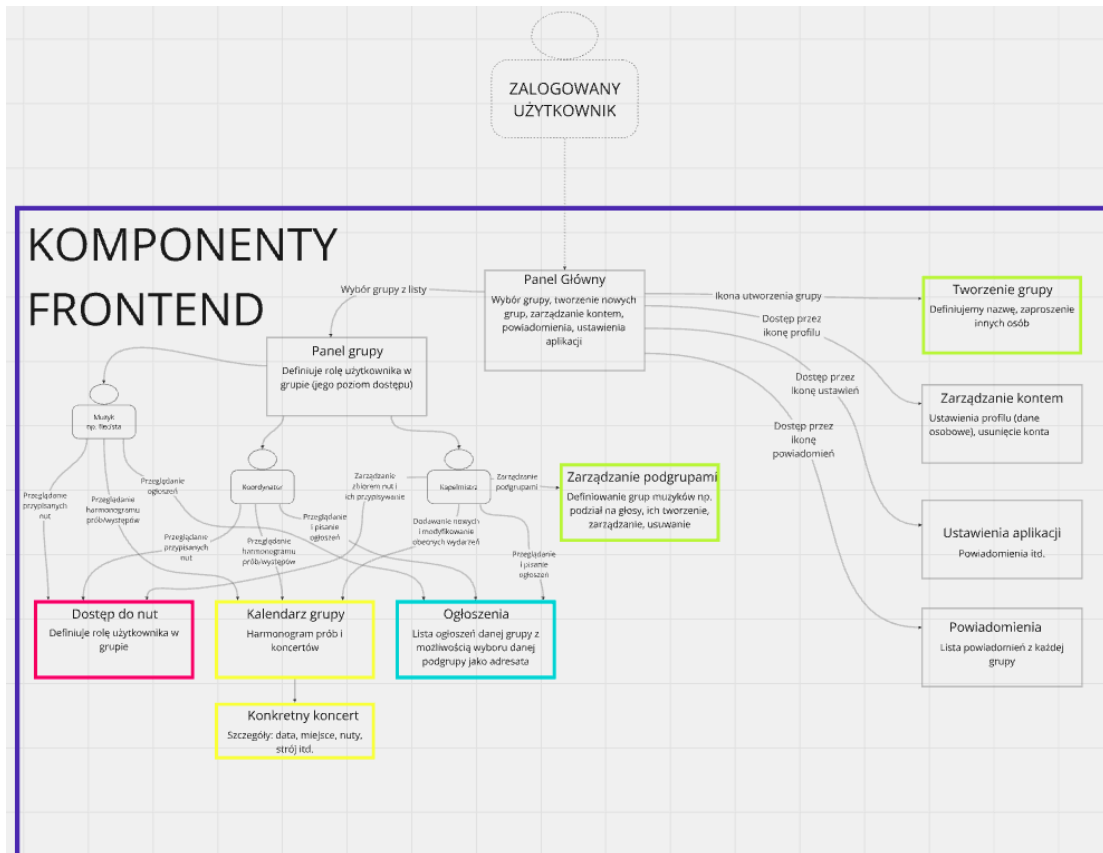 ZALOGOWANY
UŻYTKOWNIK
KOMPONENTY
FRONTEND
Panel Główny
Wybór grupy, tworzenie nowych
grup, zarządzanie kontem,
powiadomienia, ustawienia
aplikacji
Wybór grupy z listy
Ikona utworzenia grupy
Tworzenie grupy
Definiujemy nazwę, zaproszenie
innych osób
Dostęp przez
ikonę profilu
Panel grupy
Definiuje rolę użytkownika w
grupie (jego poziom dostępu)
Dostęp przez
ikonę ustawień
Zarządzanie kontem
Ustawienia profilu (dane
osobowe), usunięcie konta
Muzyk
np. flecista
Dostęp przez
ikonę
powiadomień
Przeglądanie
przypisanych
nut
Przeglądanie
harmonogramu
prób/występów
Przeglądanie
ogłoszeń
Koordynator
Zarządzanie
zbiorem nut i
ich przypisywanie
Kapelmistrz
Zarządzanie
podgrupami
Zarządzanie podgrupami
Definiowanie grup muzyków np.
podział na głosy, ich tworzenie,
zarządzanie, usuwanie
Przeglądanie
przypisanych
nut
Przeglądanie
harmonogramu
prób/występów
Przeglądanie
i pisanie
ogłoszeń
Dodawanie nowych
i modyfikowanie
obecnych wydarzeń
Przeglądanie
i pisanie
ogłoszeń
Ustawienia aplikacji
Powiadomienia itd.
Dostęp do nut
Definiuje rolę użytkownika w
grupie
Kalendarz grupy
Harmonogram prób i
koncertów
Ogłoszenia
Lista ogłoszeń danej grupy z
możliwością wyboru danej
podgrupy jako adresata
Powiadomienia
Lista powiadomień z każdej
grupy
Konkretny koncert
Szczegóły: data, miejsce, nuty,
strój itd.